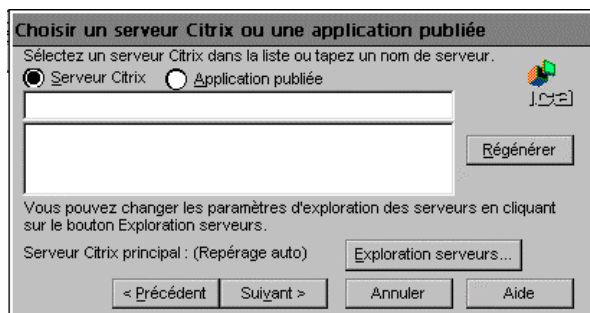 Choisir un serveur Citrix ou une application publiée
Sélectez un serveur Citrix dans la liste ou tapez un nom de serveur.
Serveur Citrix Application publiée
ica
Régénérer
Vous pouvez changer les paramètres d'exploration des serveurs en cliquant
sur le bouton Exploration serveurs.
Serveur Citrix principal : (Repérage auto) Exploration serveurs...
< Précédent Suivant > Annuler Aide